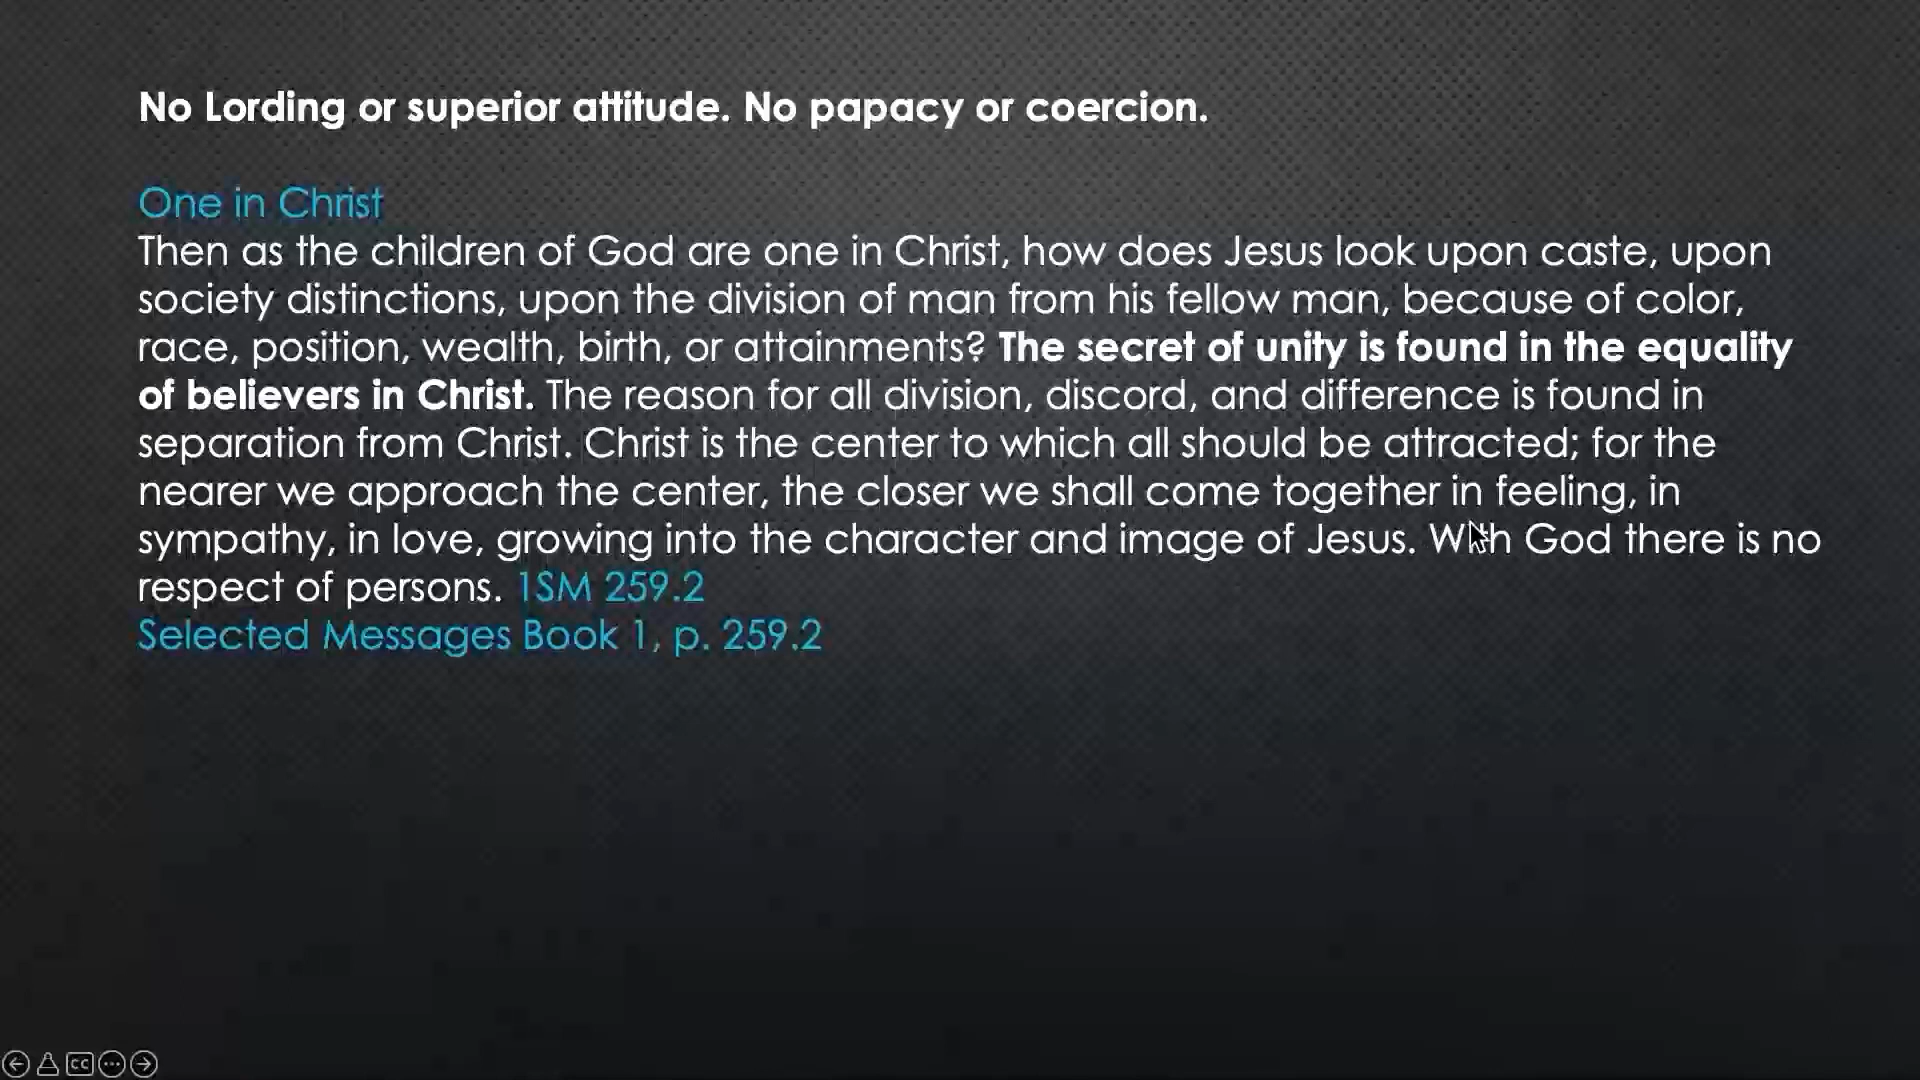 No Lording or superior attitude. No papacy or coercion.
One in Christ
Then as the children of God are one in Christ, how does Jesus look upon caste, upon
society distinctions, upon the division of man from his fellow man, because of color,
race, position, wealth, birth, or attainments? The secret of unity is found in the equality
of believers in Christ. The reason for all division, discord, and difference is found in
separation from Christ. Christ is the center to which all should be attracted; for the
nearer we approach the center, the closer we shall come together in feeling, in
sympathy, in love, growing into the character and image of Jesus. With God there is no
respect of persons. 1SM 259.2
Selected Messages Book 1, p. 259.2
CC